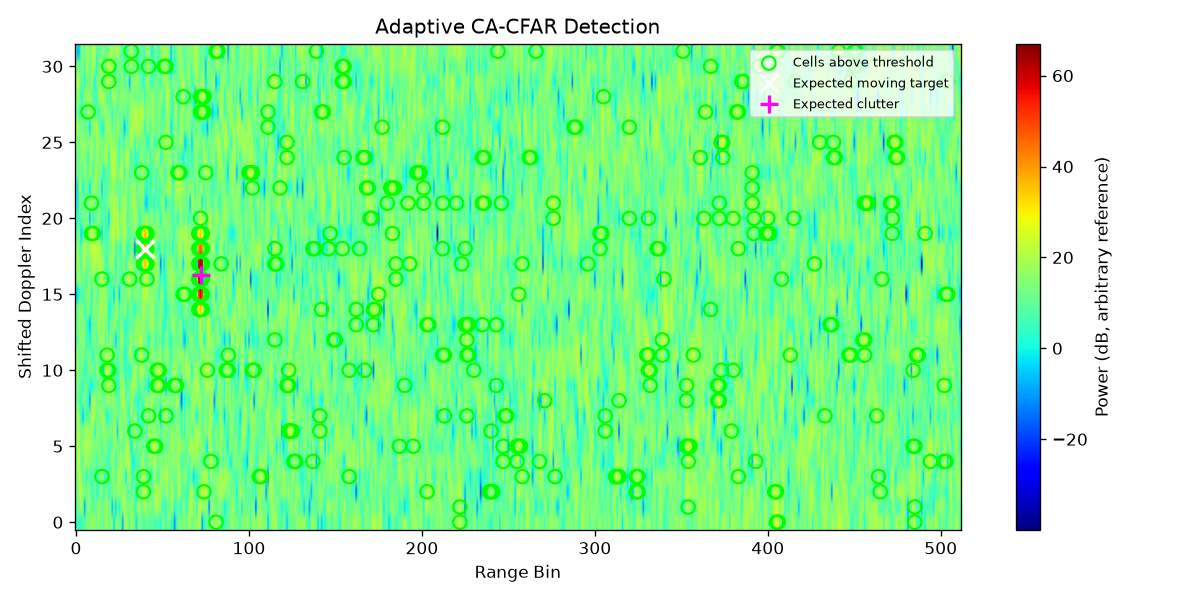 Adaptive CA-CFAR Detection
Shifted Doppler Index
30
25
20
15
10
5
0
0
100
200
300
400
500
Range Bin
Cells above threshold
Expected moving target
Expected clutter
60
40
20
0
−20
Power (dB, arbitrary reference)